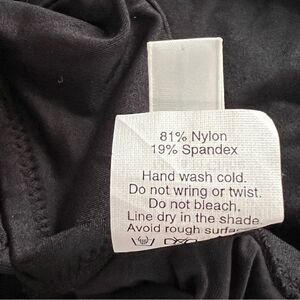 81% Nylon
19% Spandex
Hand wash cold.
Do not wring or twist.
Do not bleach.
Line dry in the shade.
Avoid rough